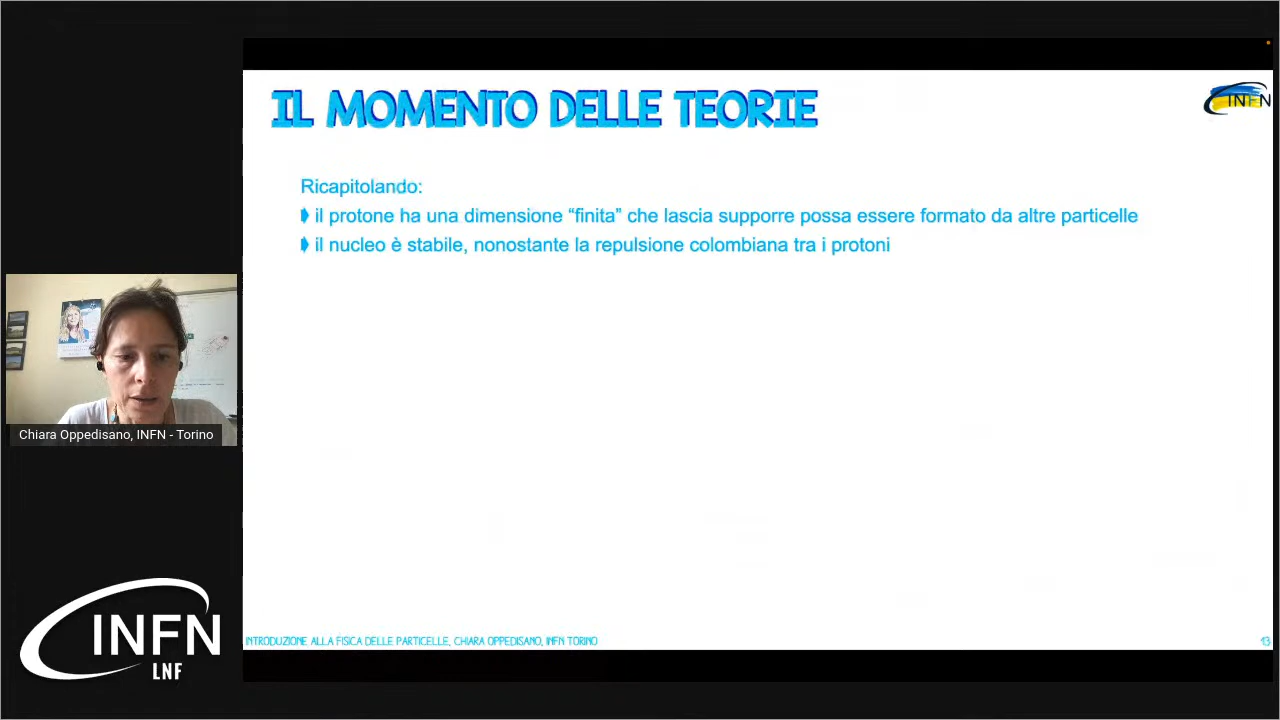 IL MOMENTO DELLE TEORIE
INFN
Ricapitolando:
il protone ha una dimensione “finita” che lascia supporre possa essere formato da altre particelle
il nucleo è stabile, nonostante la repulsione colombiana tra i protoni
Chiara Oppedisano, INFN - Torino
INFN
LNF
INTRODUZIONE ALLA FISICA DELLE PARTICELLE, CHIARA OPPEDISANO, INFN TORINO
13